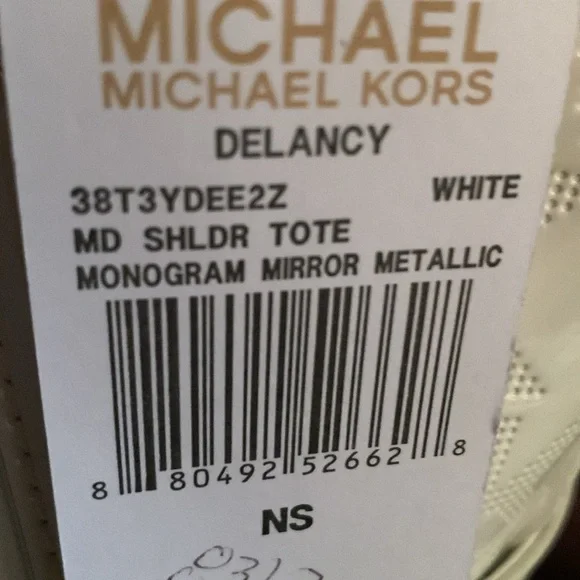 MICHAEL
MICHAEL KORS
DELANCY
38T3YDEE2Z WHITE
MD SHLDR TOTE
MONOGRAM MIRROR METALLIC
8 80492 52662 8
NS